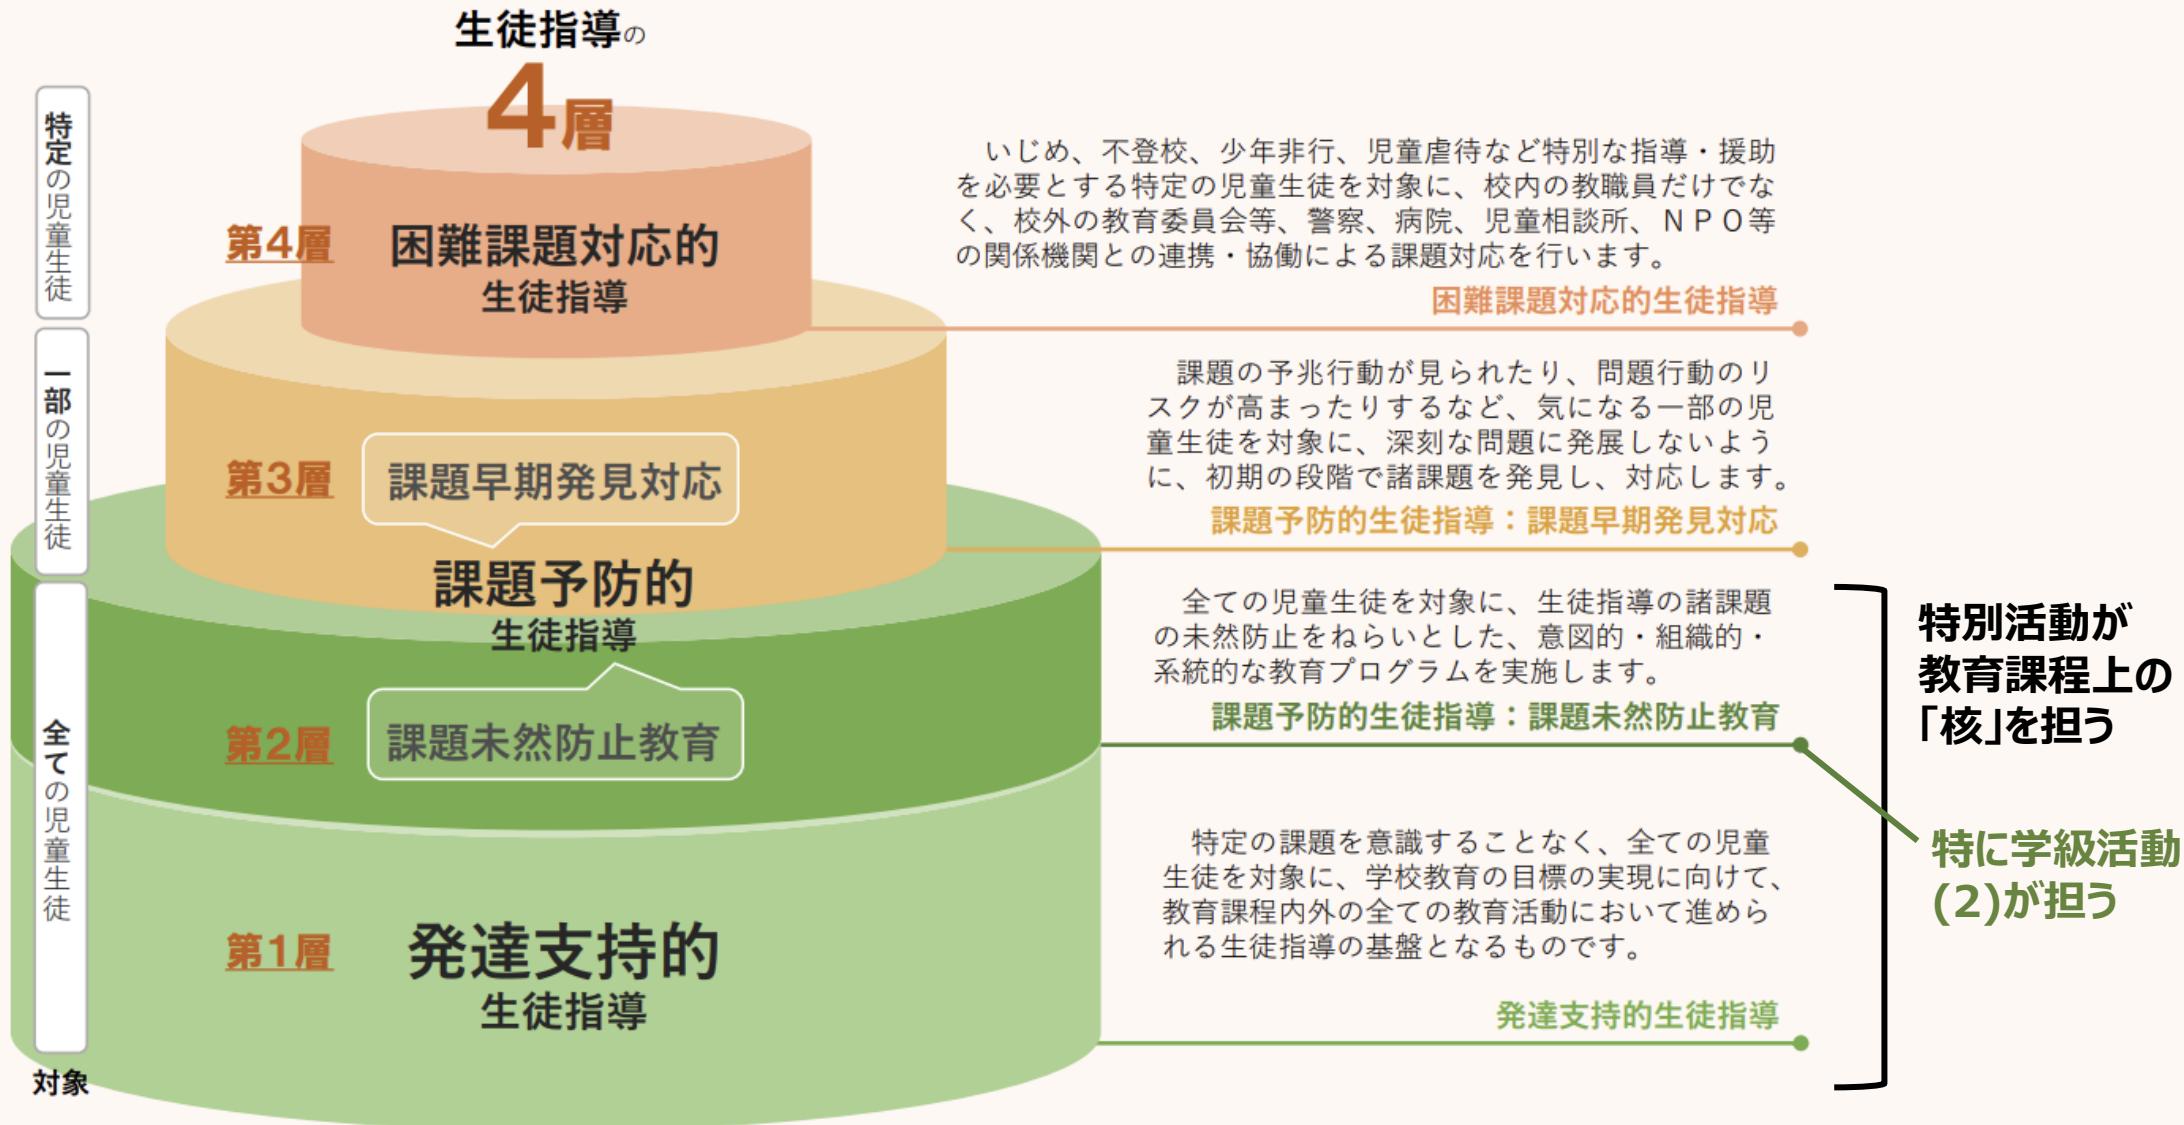 生徒指導の
4層
特定の児童生徒
第4層
困難課題対応的
生徒指導
いじめ、不登校、少年非行、児童虐待など特別な指導・援助
を必要とする特定の児童生徒を対象に、校内の教職員だけでな
く、校外の教育委員会等、警察、病院、児童相談所、ＮＰＯ等
の関係機関との連携・協働による課題対応を行います。
困難課題対応的生徒指導
一部の児童生徒
第3層
課題早期発見対応
課題予防的
生徒指導
課題の予兆行動が見られたり、問題行動のリ
スクが高まったりするなど、気になる一部の児
童生徒を対象に、深刻な問題に発展しないよう
に、初期の段階で諸課題を発見し、対応します。
課題予防的生徒指導：課題早期発見対応
全ての児童生徒
第2層
課題未然防止教育
全ての児童生徒を対象に、生徒指導の諸課題
の未然防止をねらいとした、意図的・組織的・
系統的な教育プログラムを実施します。
課題予防的生徒指導：課題未然防止教育
第1層
発達支持的
生徒指導
特定の課題を意識することなく、全ての児童
生徒を対象に、学校教育の目標の実現に向けて、
教育課程内外の全ての教育活動において進めら
れる生徒指導の基盤となるものです。
発達支持的生徒指導
対象
特別活動が
教育課程上の
「核」を担う
特に学級活動
(2)が担う